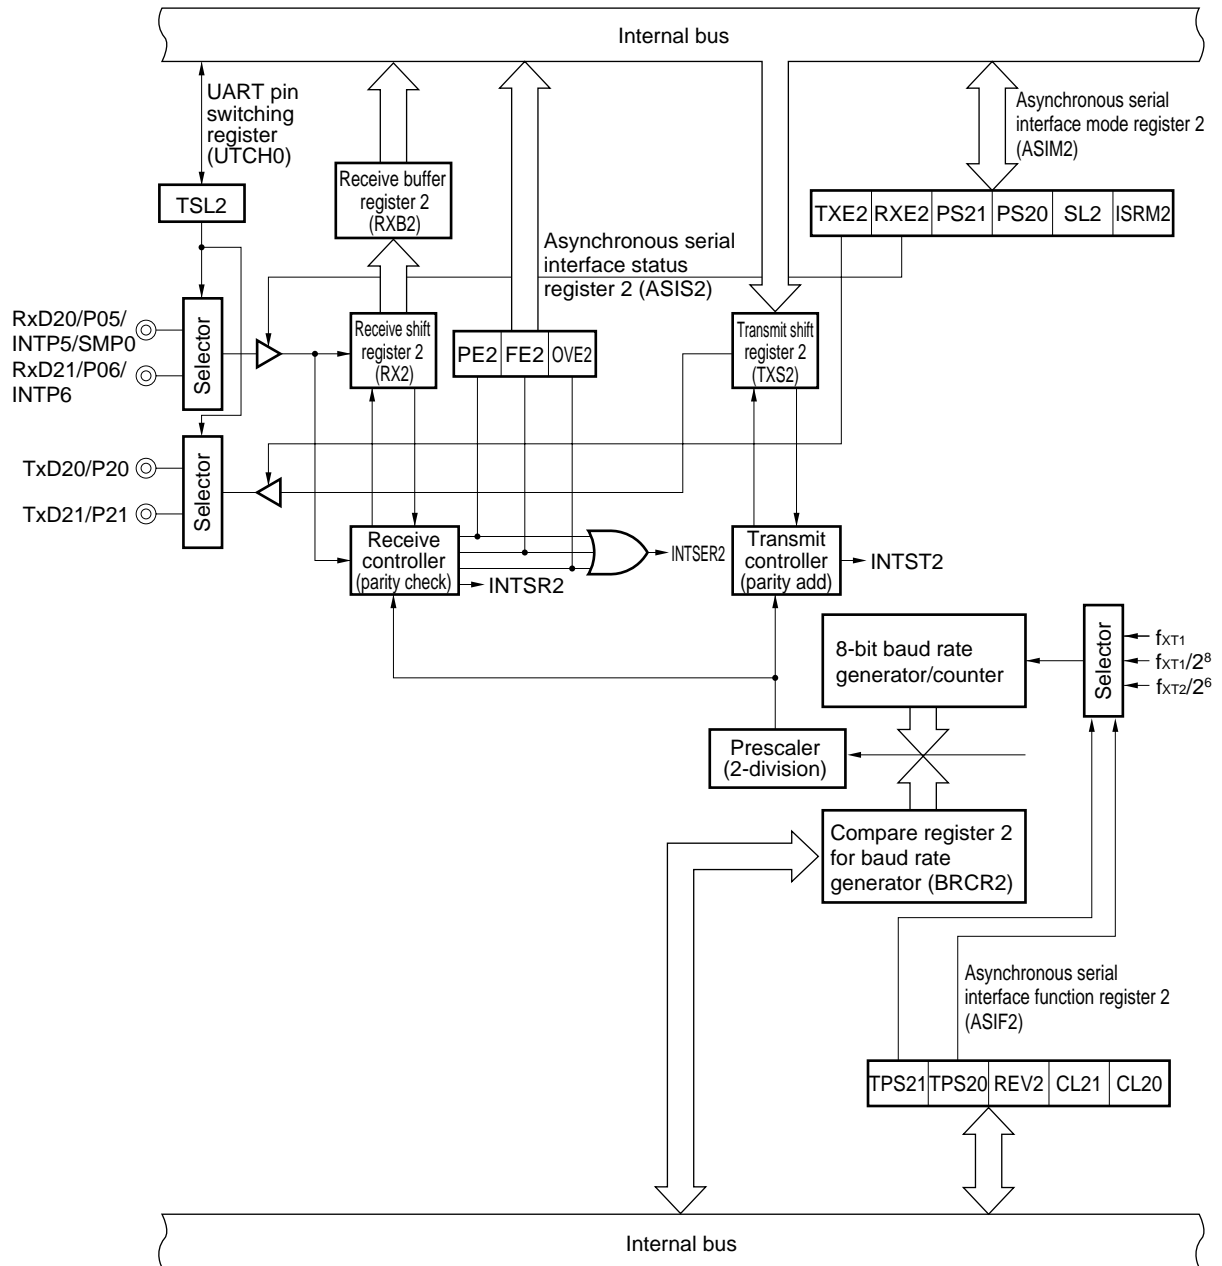 Internal bus
UART pin
switching
register
(UTCH0)
Asynchronous serial
interface mode register 2
(ASIM2)
TSL2
Receive buffer
register 2
(RXB2)
TXE2 RXE2 PS21 PS20 SL2 ISRM2
Asynchronous serial
interface status
register 2 (ASIS2)
RxD20/P05/
INTP5/SMP0
RxD21/P06/
INTP6
Selector
Receive shift
register 2
(RX2)
PE2 FE2 OVE2
Transmit shift
register 2
(TXS2)
TxD20/P20
TxD21/P21
Selector
Receive
controller
(parity check)
INTSER2
INTSR2
Transmit
controller
(parity add)
INTST2
8-bit baud rate
generator/counter
Selector
fXT1
fXT1/2⁸
fXT2/2⁶
Prescaler
(2-division)
Compare register 2
for baud rate
generator (BRCR2)
Asynchronous serial
interface function register 2
(ASIF2)
TPS21 TPS20 REV2 CL21 CL20
Internal bus